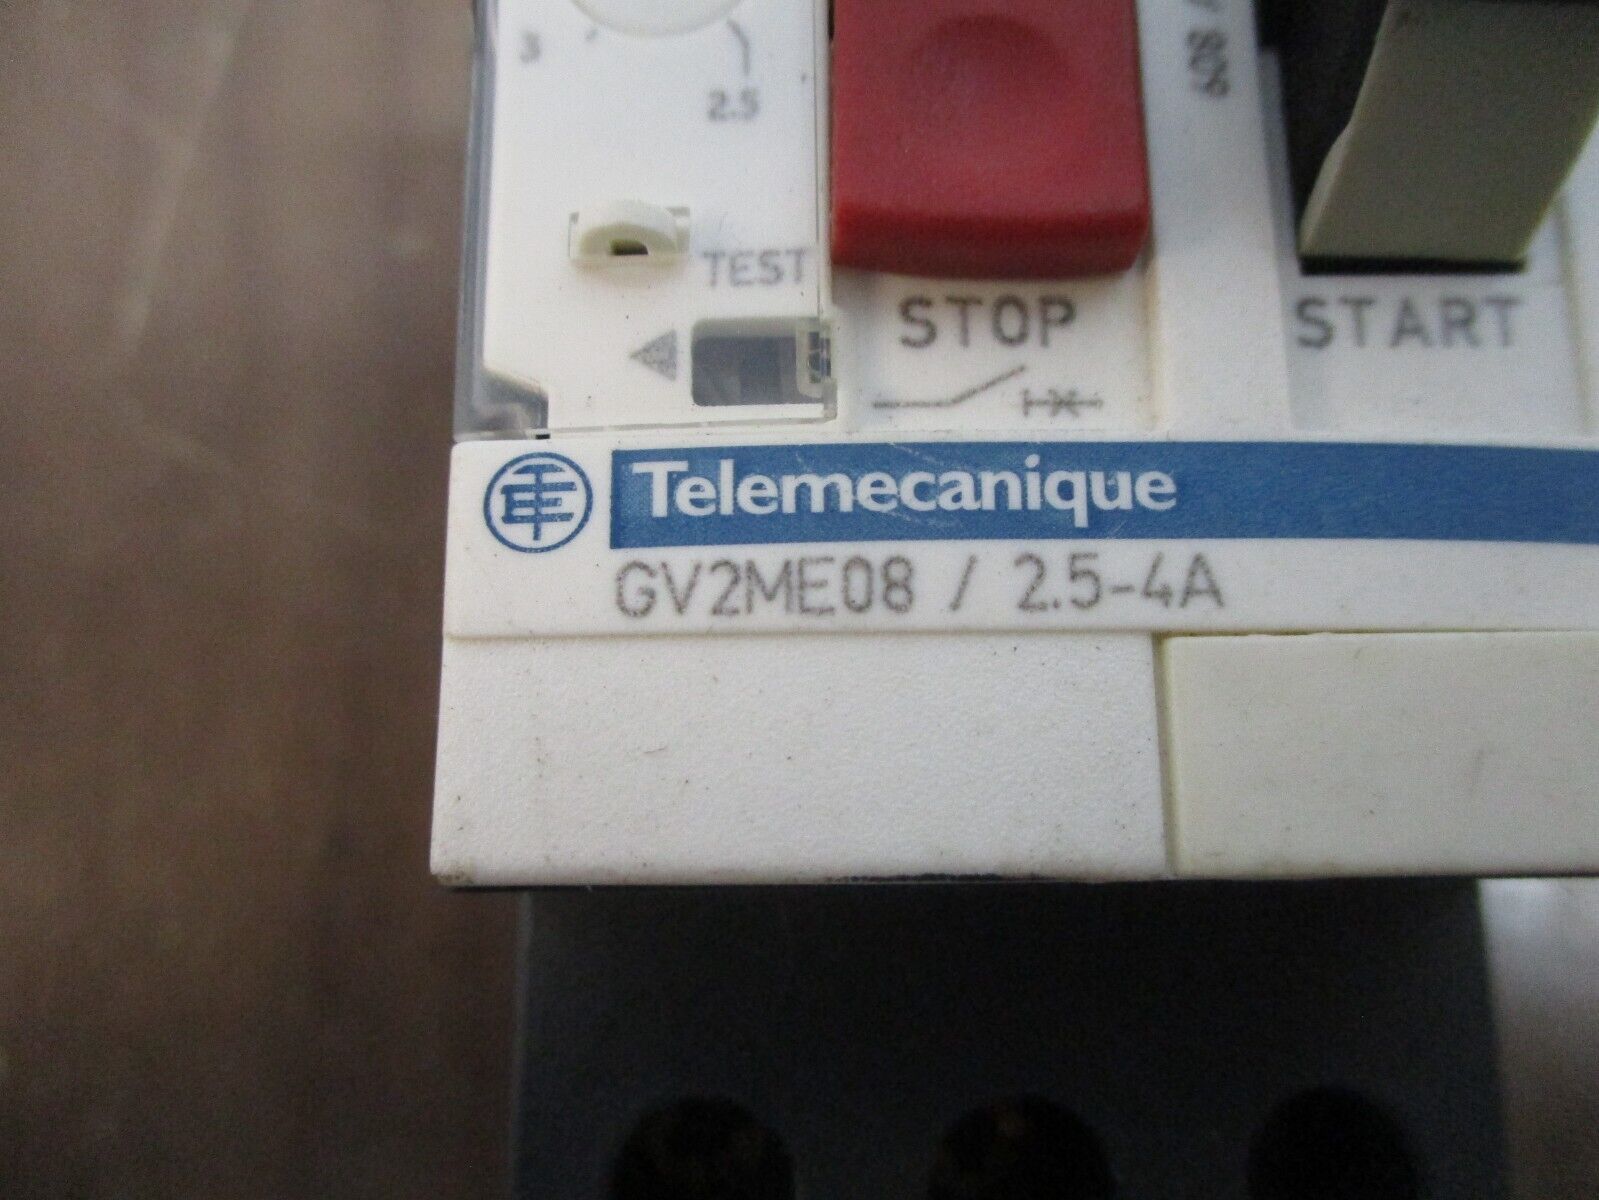 3
2.5
TEST
STOP
START
Telemecanique
GV2ME08 / 2.5-4A